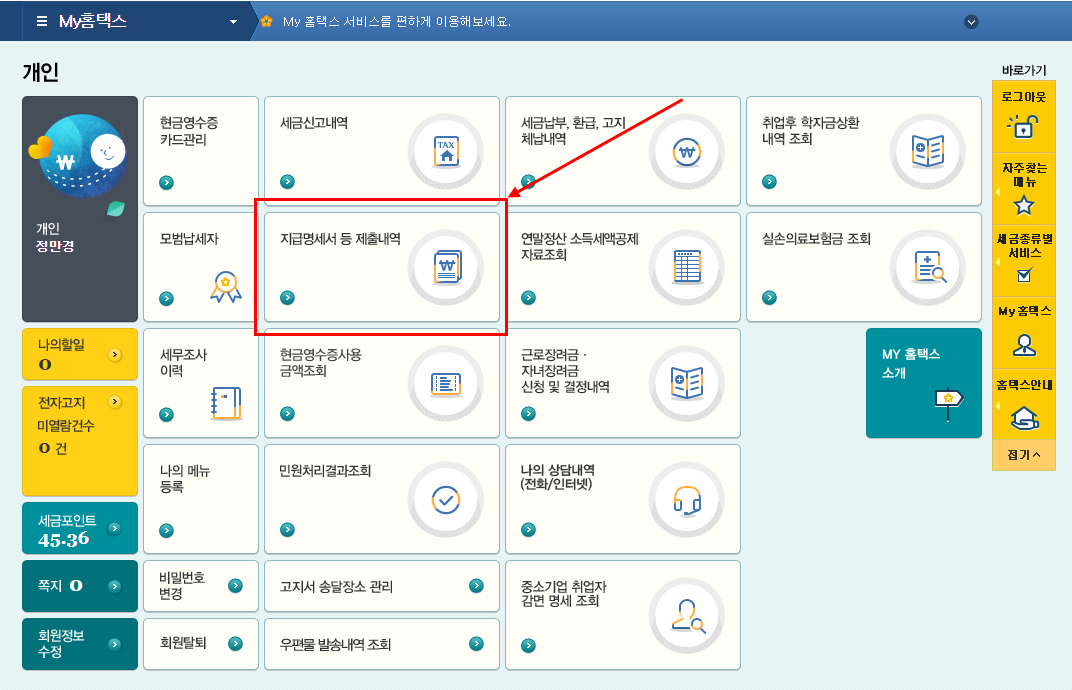 My홈택스
My 홈택스 서비스를 편하게 이용해보세요.
개인
개인
정만경
나의할일
0
전자고지
미열람건수
0 건
세금포인트
45.36
쪽지 0
회원정보
수정
현금영수증
카드관리
세금신고내역
TAX
세금납부, 환급, 고지
체납내역
취업후 학자금상환
내역 조회
모범납세자
지급명세서 등 제출내역
연말정산 소득세액공제
자료조회
실손의료보험금 조회
세무조사
이력
현금영수증사용
금액조회
근로장려금 ·
자녀장려금
신청 및 결정내역
MY 홈택스
소개
나의 메뉴
등록
민원처리결과조회
나의 상담내역
(전화/인터넷)
비밀번호
변경
고지서 송달장소 관리
중소기업 취업자
감면 명세 조회
회원탈퇴
우편물 발송내역 조회
바로가기
로그아웃
자주찾는
메뉴
세금종류별
서비스
My 홈택스
홈택스안내
접기